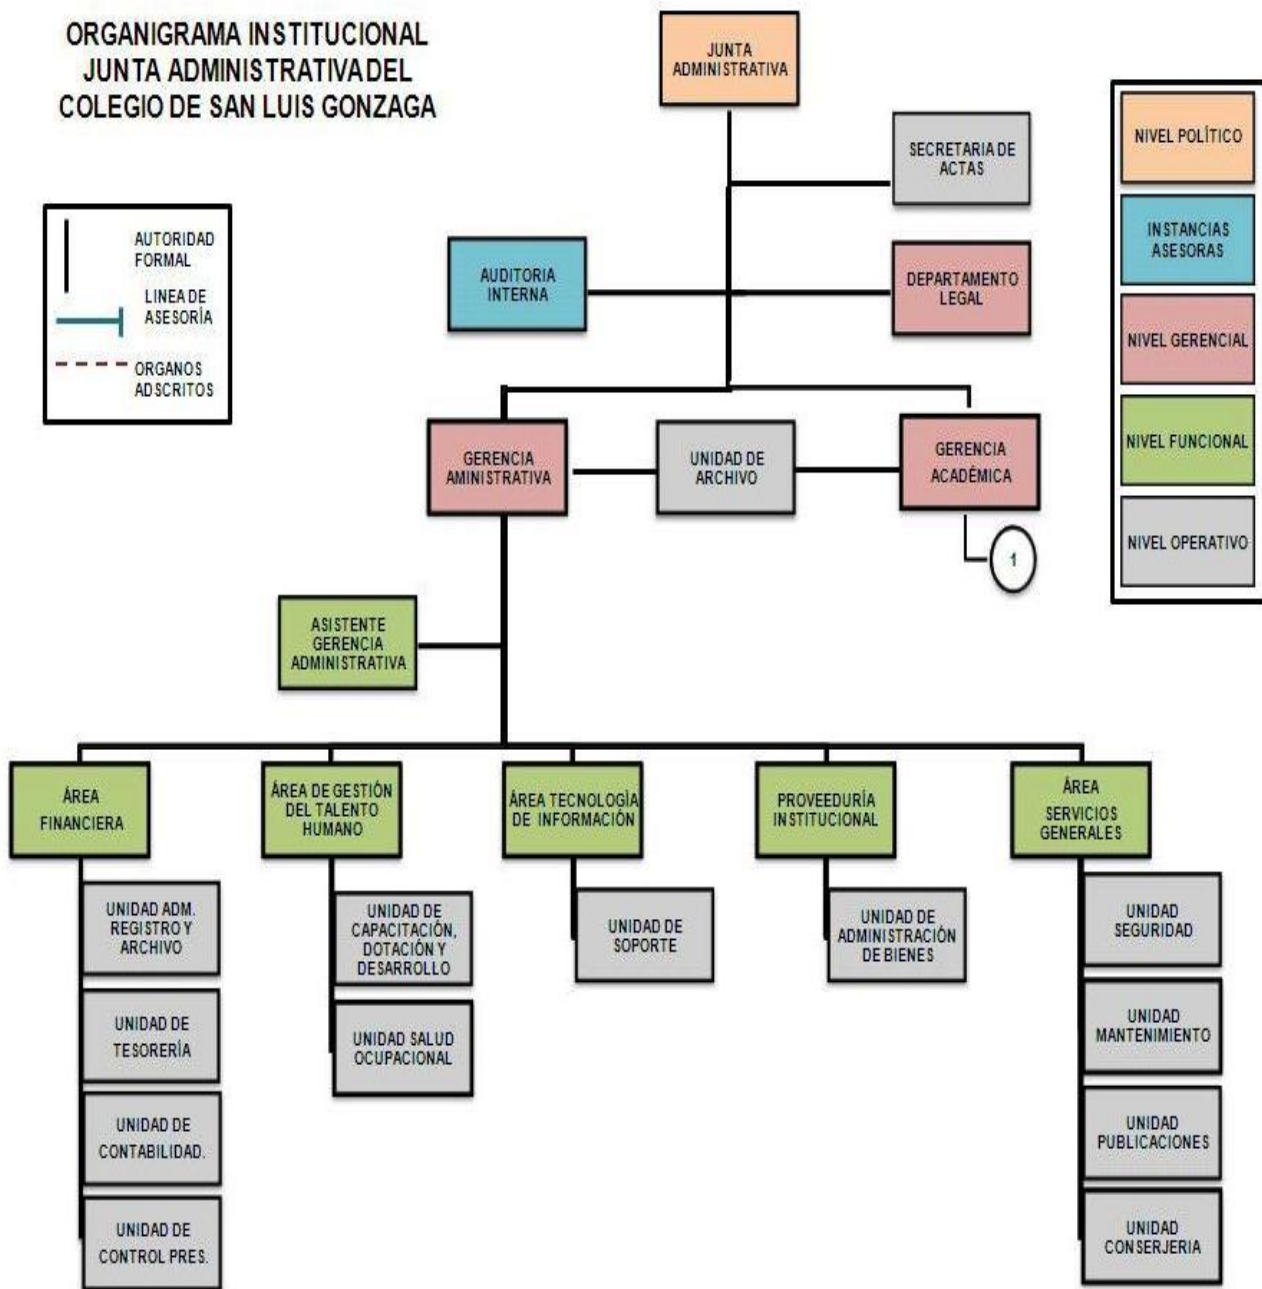 ORGANIGRAMA INSTITUCIONAL
JUNTA ADMINISTRATIVA DEL
COLEGIO DE SAN LUIS GONZAGA
JUNTA
ADMINISTRATIVA
SECRETARIA DE
ACTAS
NIVEL POLÍTICO
INSTANCIAS
ASESORAS
NIVEL GERENCIAL
NIVEL FUNCIONAL
NIVEL OPERATIVO
AUTORIDAD
FORMAL
LINEA DE
ASESORÍA
ORGANOS
ADSCRITOS
AUDITORIA
INTERNA
DEPARTAMENTO
LEGAL
GERENCIA
AMINISTRATIVA
UNIDAD DE
ARCHIVO
GERENCIA
ACADÉMICA
1
ASISTENTE
GERENCIA
ADMINISTRATIVA
ÁREA
FINANCIERA
ÁREA DE GESTIÓN
DEL TALENTO
HUMANO
ÁREA TECNOLOGÌA
DE INFORMACIÓN
PROVEEDURÍA
INSTITUCIONAL
ÁREA
SERVICIOS
GENERALES
UNIDAD ADM.
REGISTRO Y
ARCHIVO
UNIDAD DE
TESORERÍA
UNIDAD DE
CONTABILIDAD.
UNIDAD DE
CONTROL PRES.
UNIDAD DE
CAPACITACIÓN,
DOTACIÓN Y
DESARROLLO
UNIDAD SALUD
OCUPACIONAL
UNIDAD DE
SOPORTE
UNIDAD DE
ADMINISTRACIÓN
DE BIENES
UNIDAD
SEGURIDAD
UNIDAD
MANTENIMIENTO
UNIDAD
PUBLICACIONES
UNIDAD
CONSERJERIA